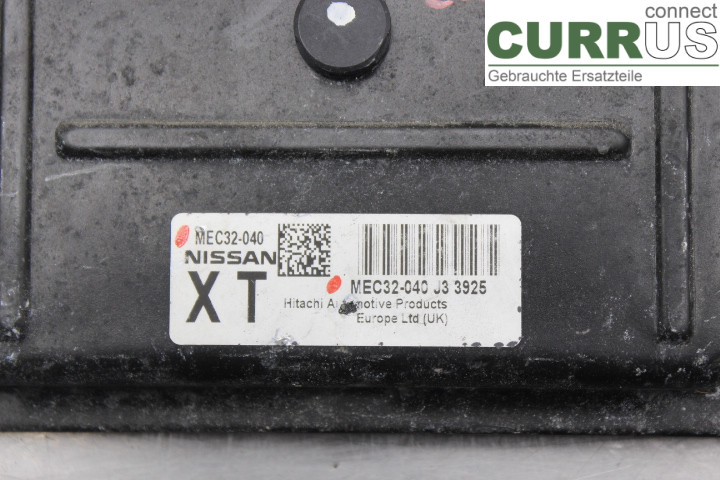 connect
CURRUS
Gebrauchte Ersatzteile
MEC32-040
NISSAN
XT
MEC32-040 J3 3925
Hitachi Automotive Products
Europe Ltd (UK)